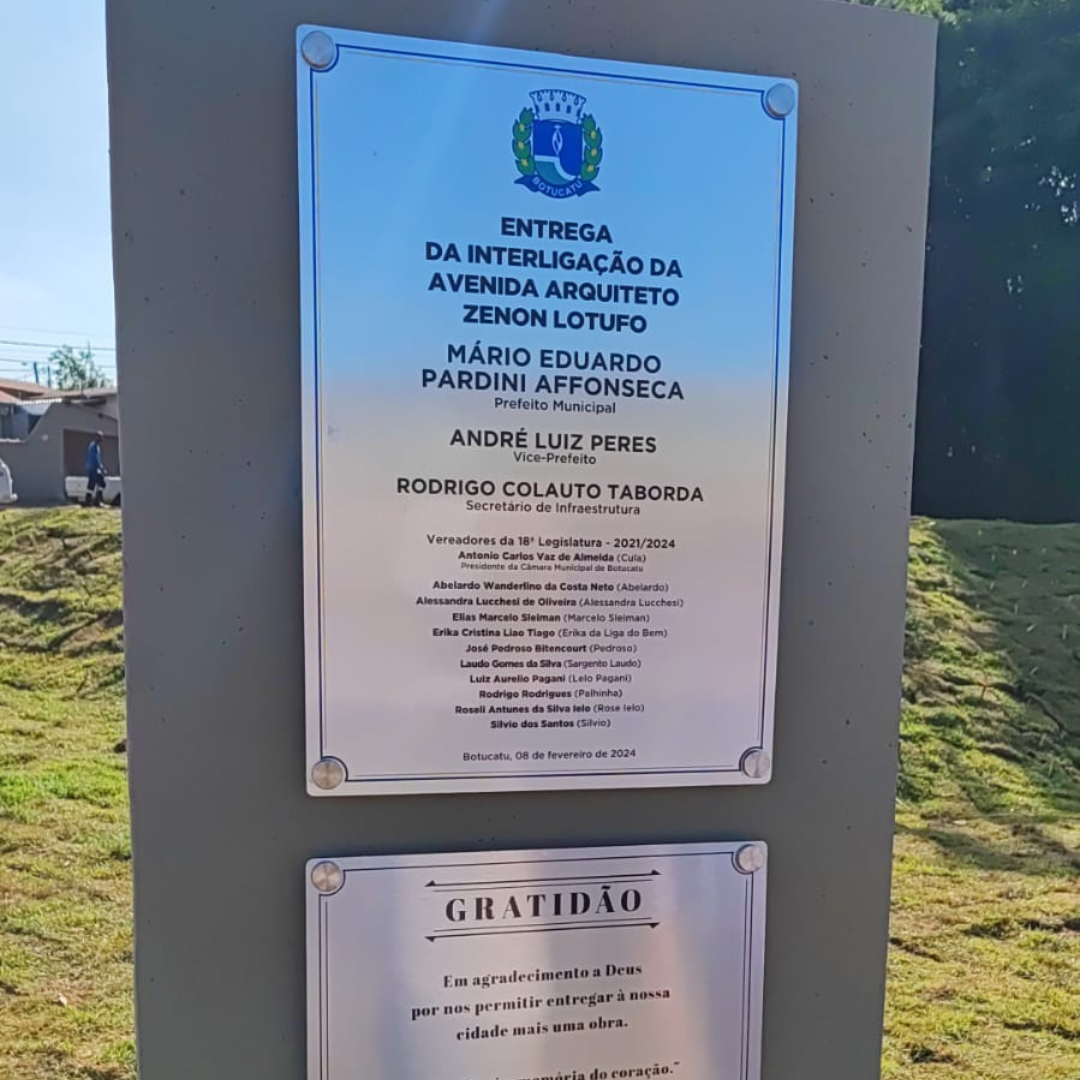 BOTUCATU
ENTREGA
DA INTERLIGAÇÃO DA
AVENIDA ARQUITETO
ZENON LOTUFO
MÁRIO EDUARDO
PARDINI AFFONSECA
Prefeito Municipal
ANDRÉ LUIZ PERES
Vice-Prefeito
RODRIGO COLAUTO TABORDA
Secretário de Infraestrutura
Vereadores da 18ª Legislatura - 2021/2024
Antonio Carlos Vaz de Almeida (Cula)
Presidente da Câmara Municipal de Botucatu
Abelardo Wanderlino da Costa Neto (Abelardo)
Alessandra Lucchesi de Oliveira (Alessandra Lucchesi)
Elias Marcelo Sleiman (Marcelo Sleiman)
Erika Cristina Liao Tiago (Erika da Liga do Bem)
José Pedroso Bitencourt (Pedroso)
Laudo Gomes da Silva (Sargento Laudo)
Luiz Aurelio Pagani (Lelo Pagani)
Rodrigo Rodrigues (Palhinha)
Roseli Antunes da Silva Ielo (Rose Ielo)
Silvio dos Santos (Silvio)
Botucatu, 08 de fevereiro de 2024
GRATIDÃO
Em agradecimento a Deus
por nos permitir entregar à nossa
cidade mais uma obra.
memória do coração."